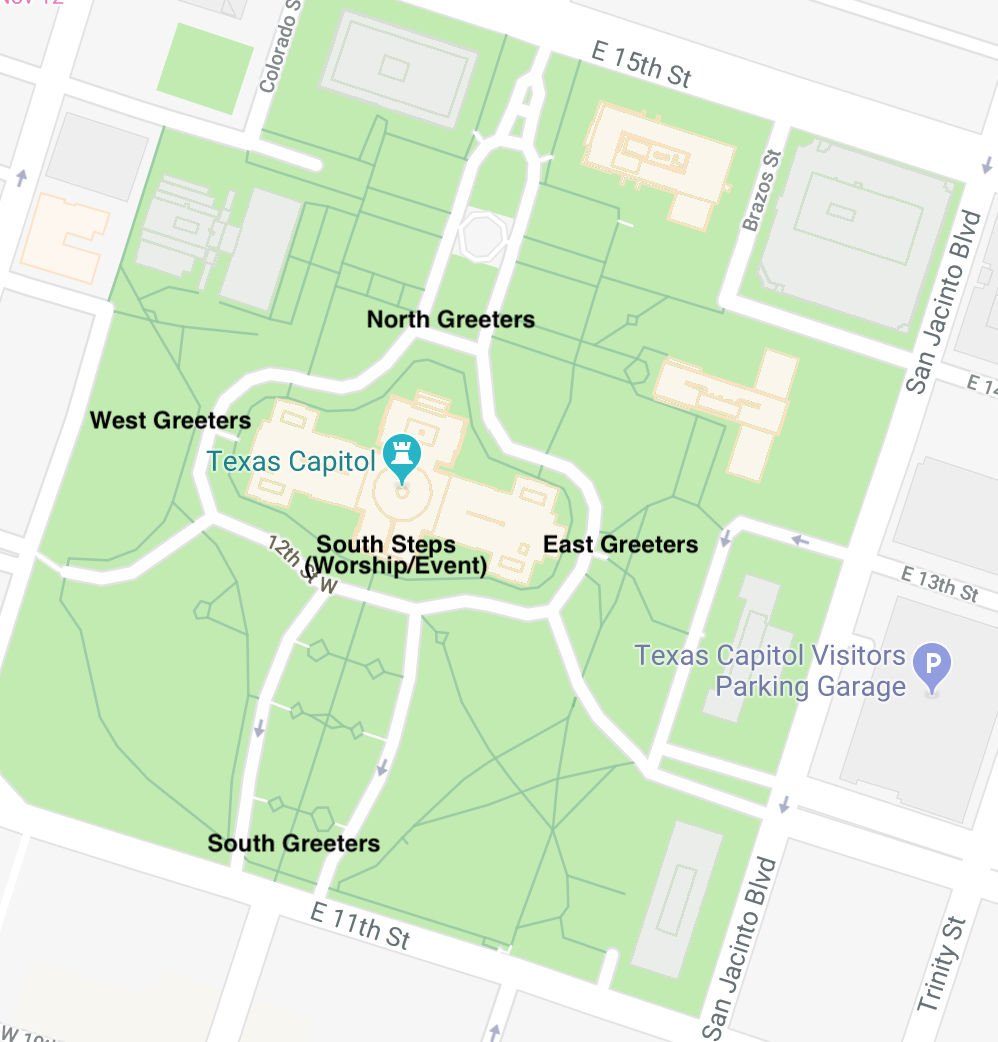 Nov 12
Colorado S
E 15th St
Brazos St
San Jacinto Blvd
North Greeters
E 14
West Greeters
Texas Capitol
South Steps
(Worship/Event)
East Greeters
12th St W
E 13th St
Texas Capitol Visitors
Parking Garage
P
South Greeters
E 11th St
San Jacinto Blvd
Trinity St
W 10th